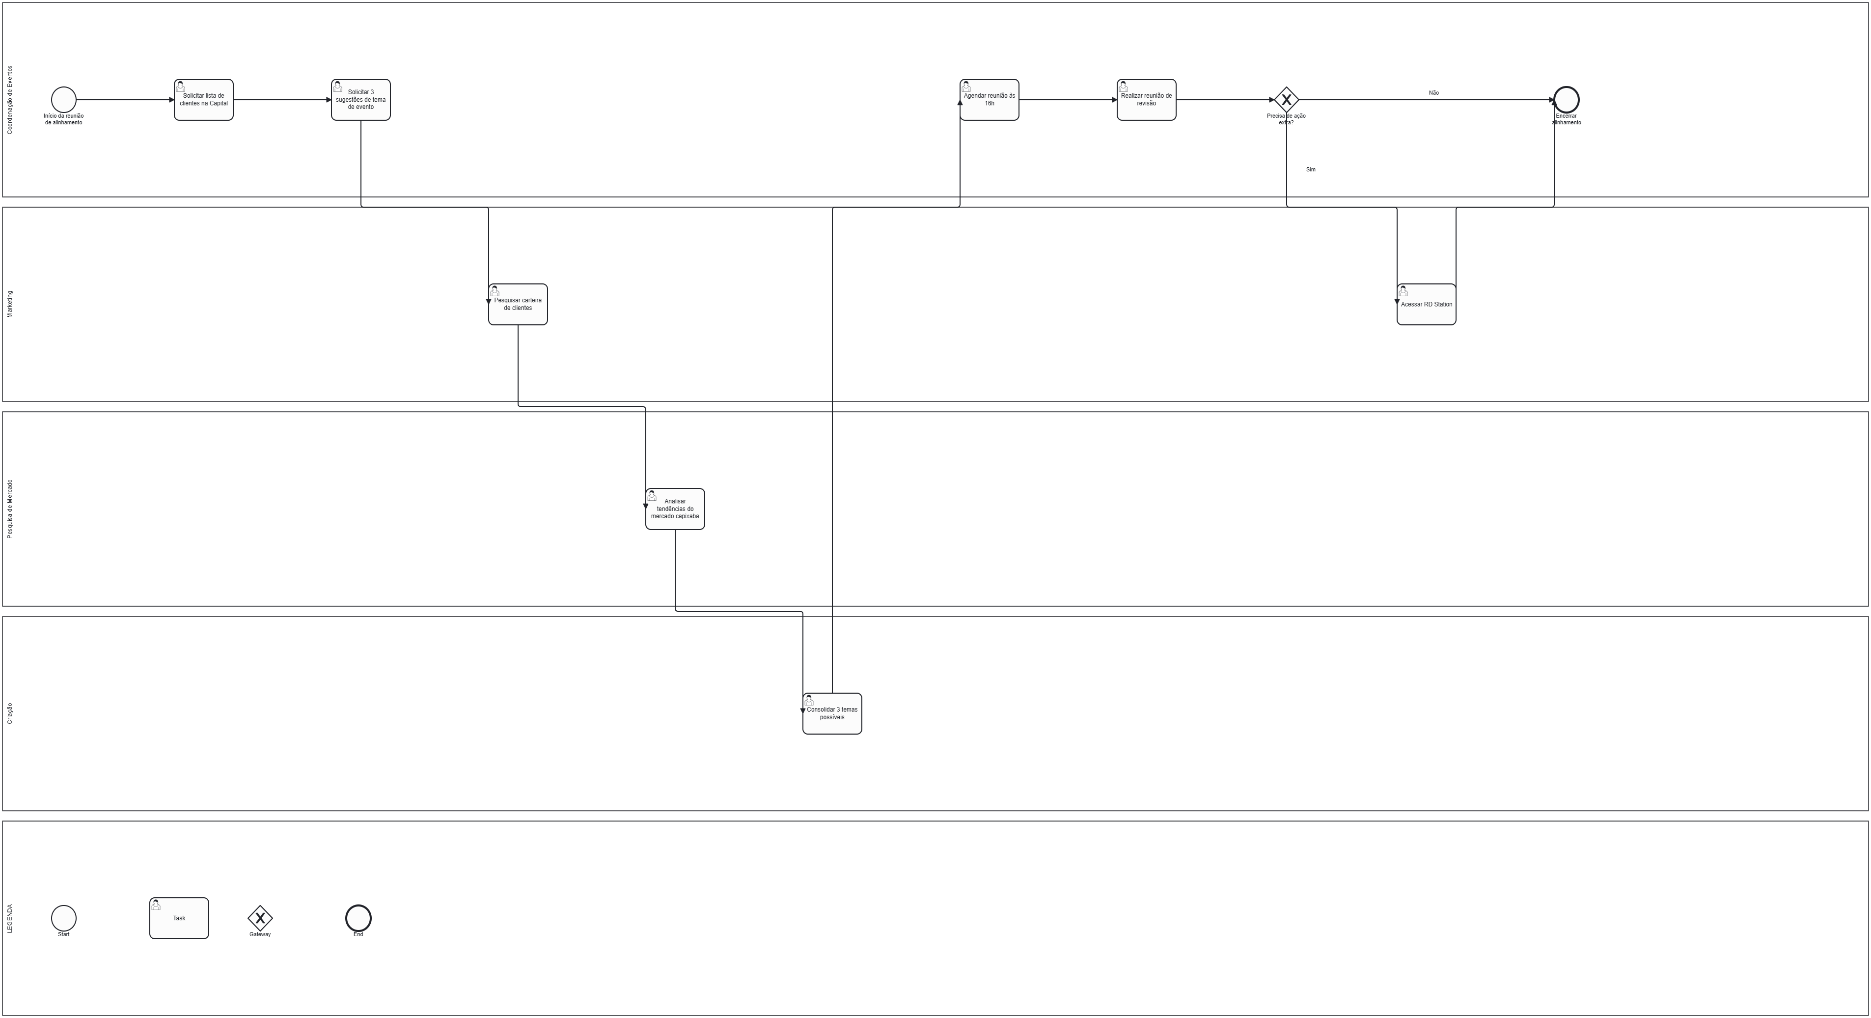 Coordenação de Eventos
Início da reunião
de alinhamento
Solicitar lista de
clientes na Capital
Solicitar 3
sugestões de tema
de evento
Agendar reunião às
16h
Realizar reunião de
revisão
Precisa de ação
extra?
Não
Sim
Encerrar
alinhamento
Marketing
Pesquisar carteira
de clientes
Acessar RD Station
Pesquisa de Mercado
Analisar
tendências do
mercado capixaba
Criação
Consolidar 3 temas
possíveis
LEGENDA
Start
Task
Gateway
End